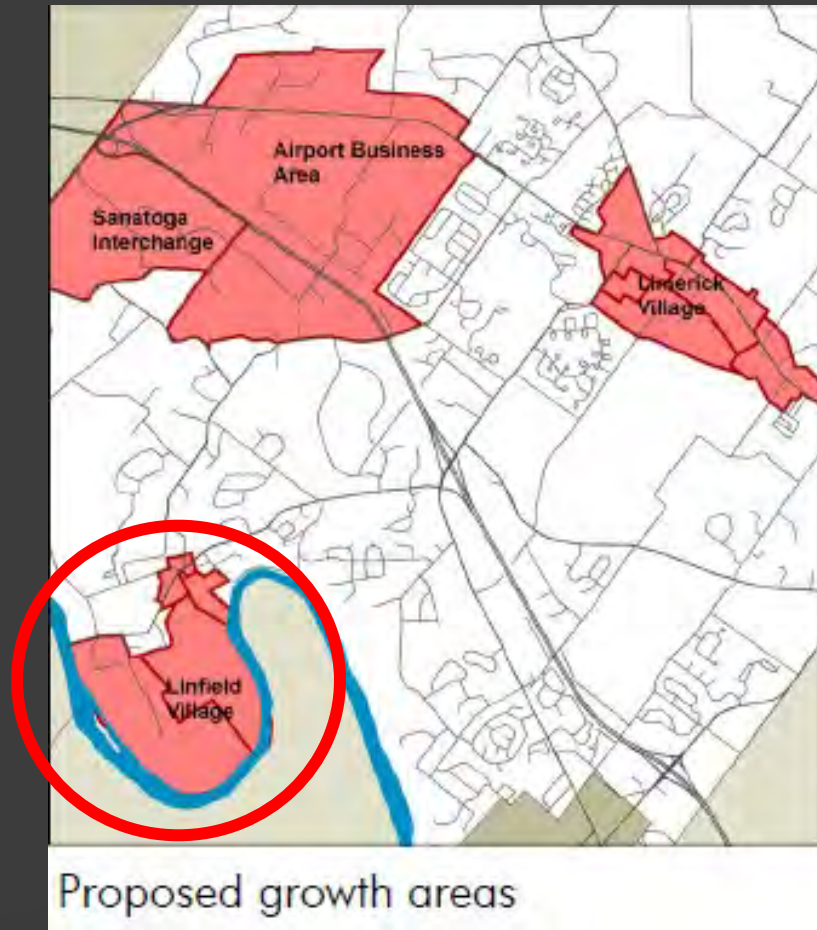 Airport Business
Area
Sanatoga
Interchange
Limerick
Village
Linfield
Village
Proposed growth areas